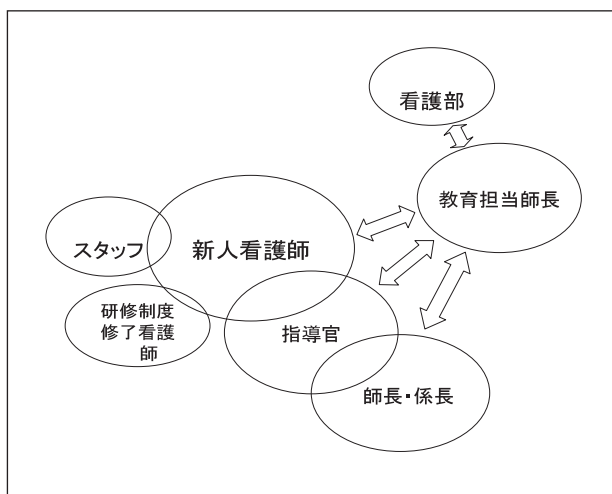 看護部
教育担当師長
スタッフ
新人看護師
研修制度
修了看護
師
指導官
師長・係長